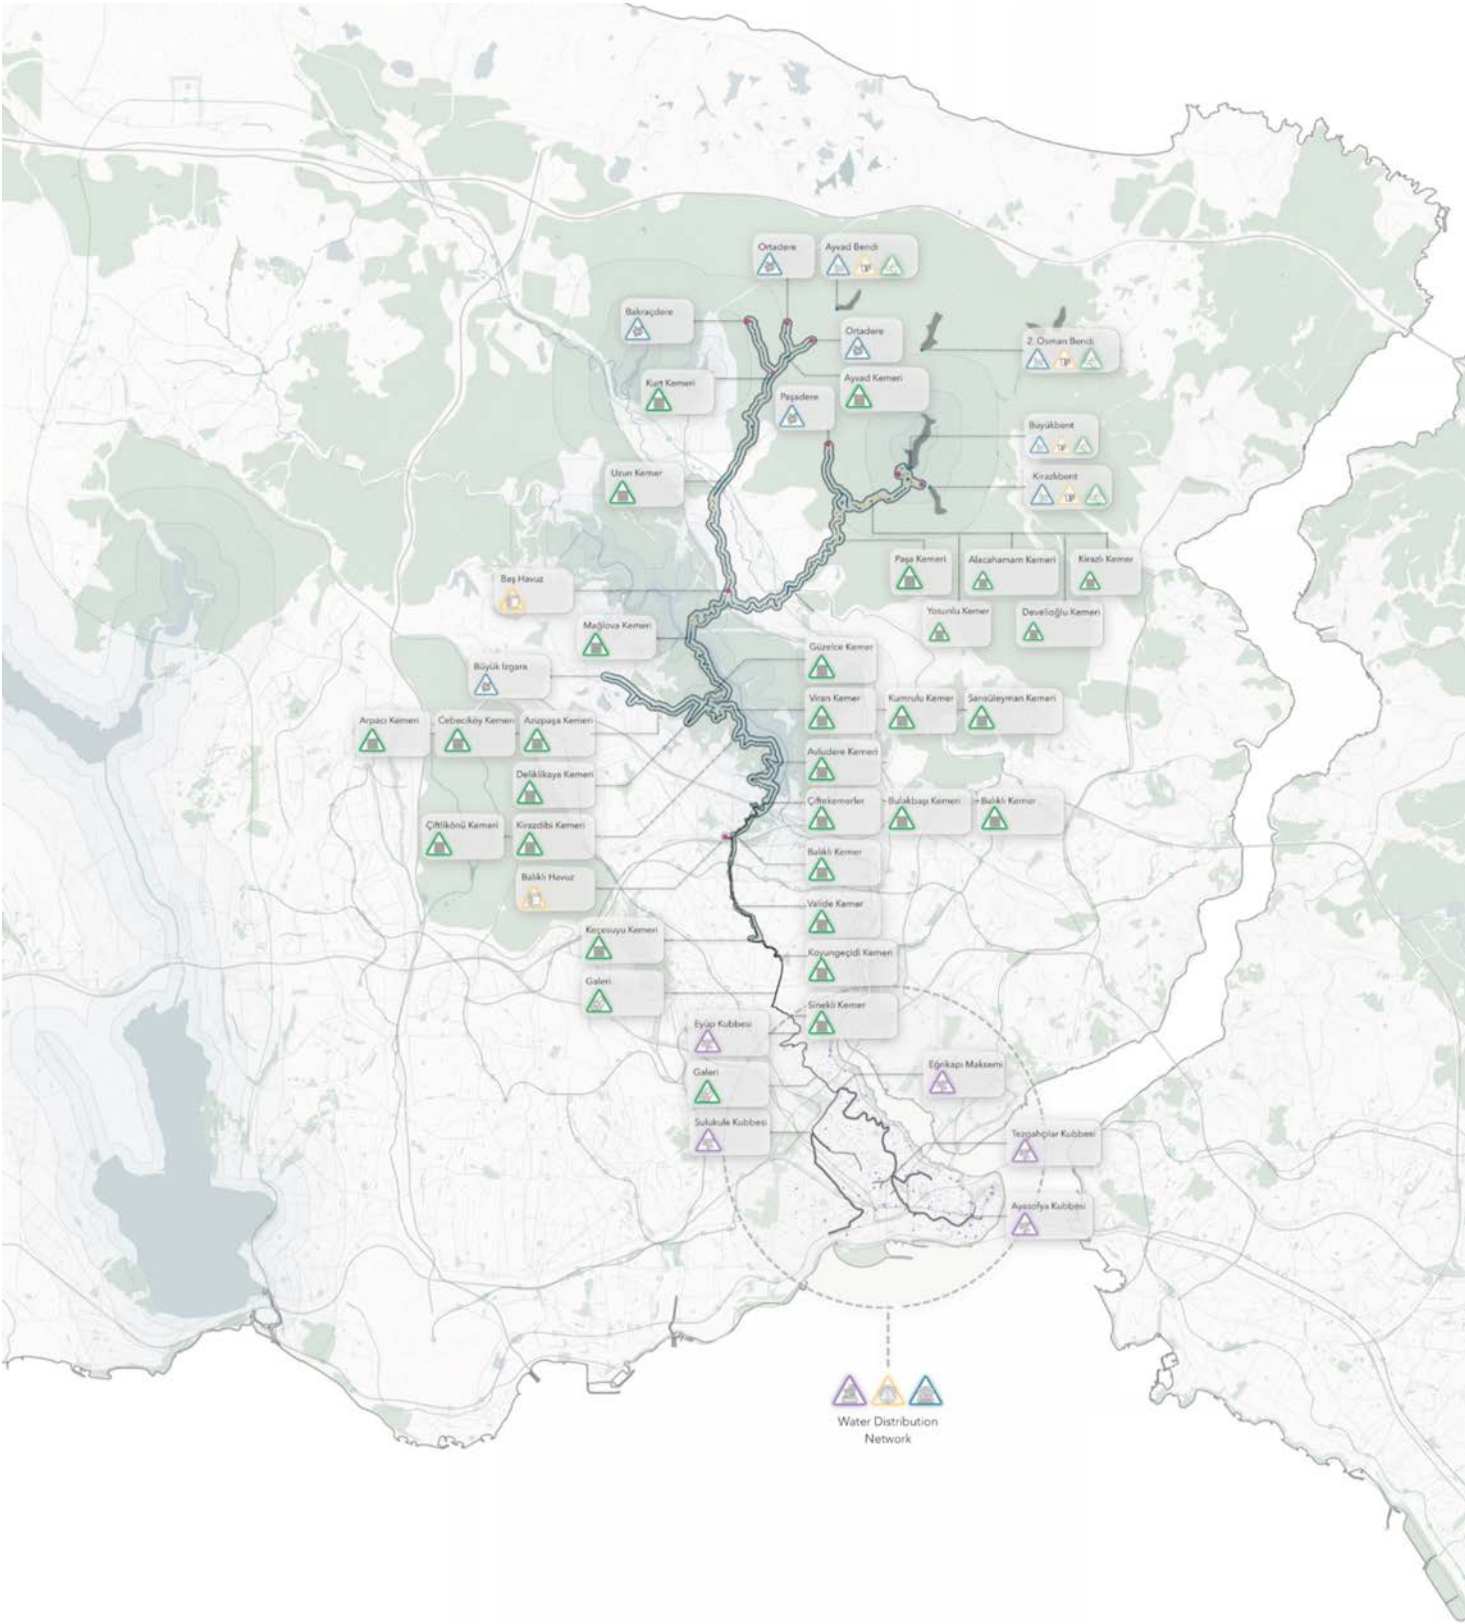 Ortadere
Ayvad Bendi
Bakraçdere
Ortadere
2. Osman Bendi
Kurt Kemeri
Ayvad Kemeri
Paşadere
Büyükbent
Uzun Kemer
Kirazlıbent
Paşa Kemeri
Alacahamam Kemeri
Kirazlı Kemer
Baş Havuz
Yosunlu Kemer
Develioğlu Kemeri
Mağlova Kemeri
Güzelce Kemer
Büyük Izgara
Viran Kemer
Kumrulu Kemer
Sarısüleyman Kemeri
Arpacı Kemeri
Cebeciköy Kemeri
Arızpaşa Kemeri
Avludere Kemeri
Deliklikaya Kemeri
Çifrekemerler
Bulakbaşı Kemeri
Balıklı Kemer
Çiftlikönü Kemeri
Kirazdibi Kemeri
Balıklı Kemer
Balıklı Havuz
Valide Kemer
Keçesuyu Kemeri
Koyungeçidi Kemeri
Galeri
Sinekli Kemer
Eyüp Kubbesi
Eğrikapı Maksemi
Galeri
Sulukule Kubbesi
Tezgahçılar Kubbesi
Ayasofya Kubbesi
Water Distribution
Network